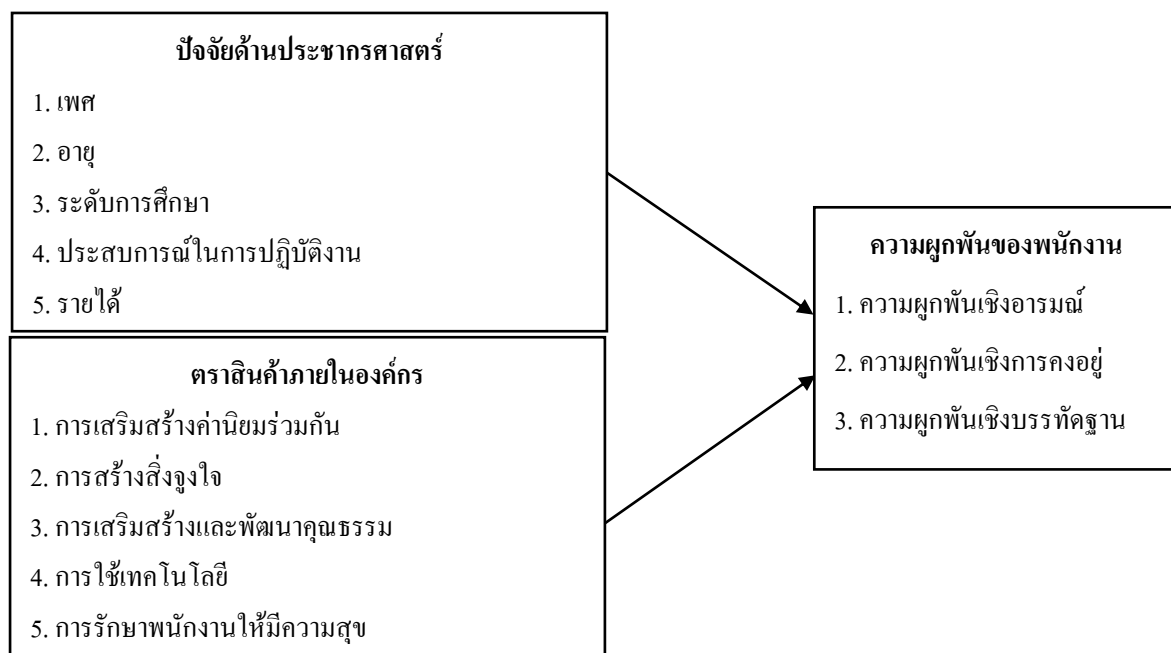 ปัจจัยด้านประชากรศาสตร์
1. เพศ
2. อายุ
3. ระดับการศึกษา
4. ประสบการณ์ในการปฏิบัติงาน
5. รายได้
ตราสินค้าภายในองค์กร
1. การเสริมสร้างค่านิยมร่วมกัน
2. การสร้างสิ่งจูงใจ
3. การเสริมสร้างและพัฒนาคุณธรรม
4. การใช้เทคโนโลยี
5. การรักษาพนักงานให้มีความสุข
ความผูกพันของพนักงาน
1. ความผูกพันเชิงอารมณ์
2. ความผูกพันเชิงการคงอยู่
3. ความผูกพันเชิงบรรทัดฐาน